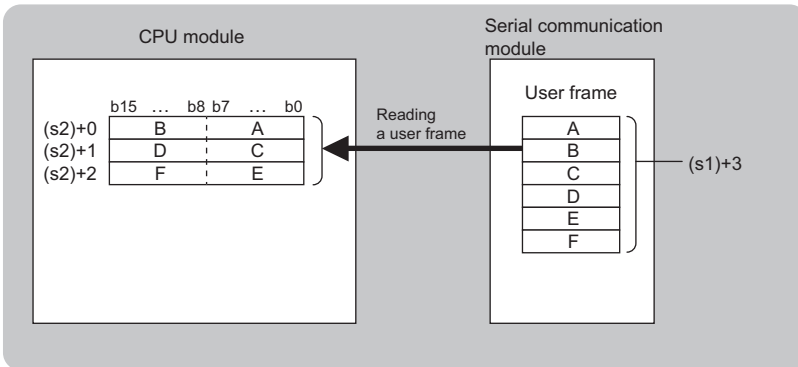 CPU module
Serial communication
module
User frame
b15 ... b8 b7 ... b0
(s2)+0 B A
(s2)+1 D C
(s2)+2 F E
Reading
a user frame
A
B
C
D
E
F
(s1)+3